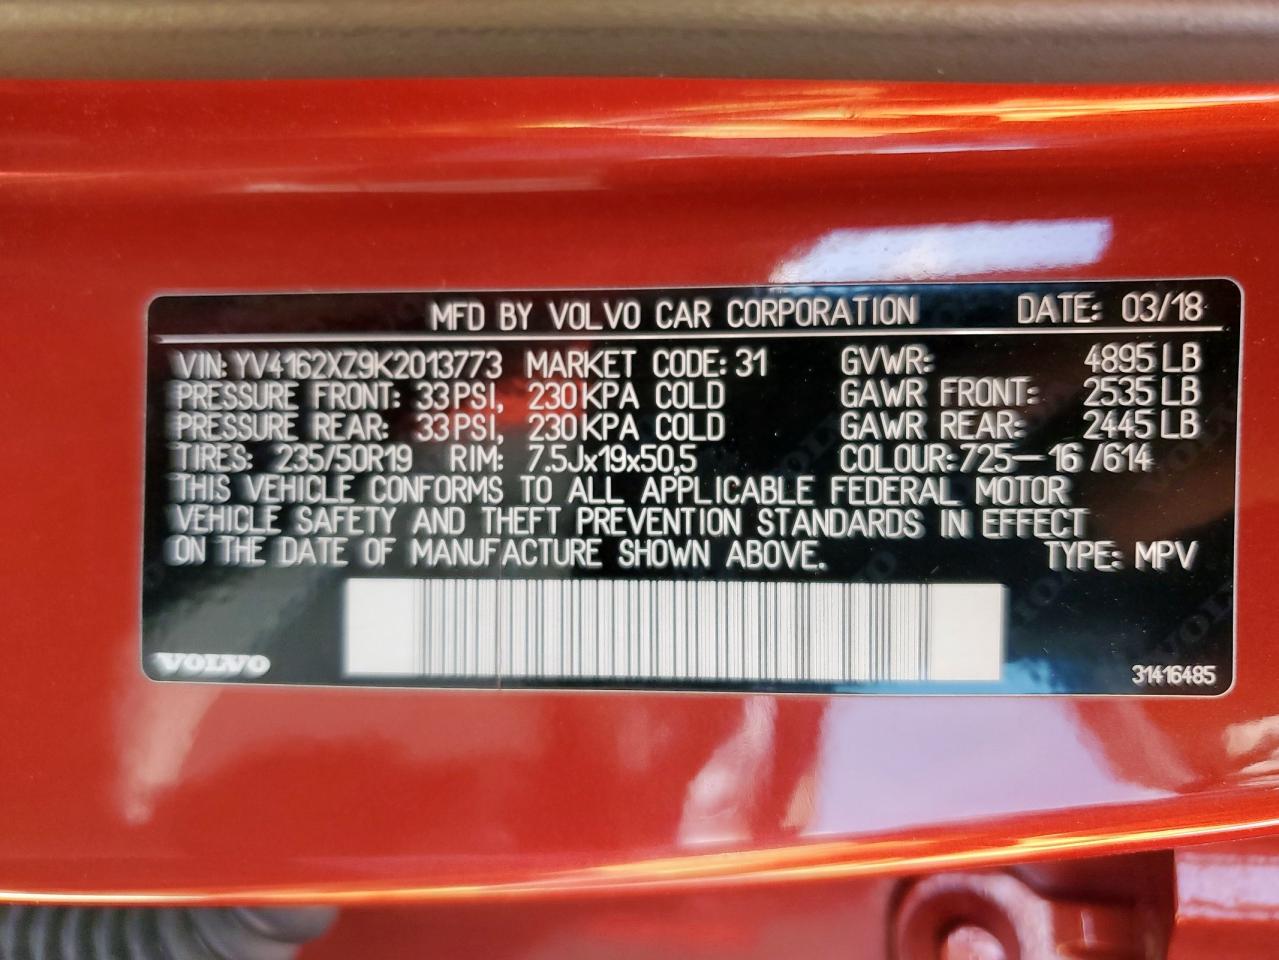 MFD BY VOLVO CAR CORPORATION DATE: 03/18
VIN: YV4162XZ9K2013773 MARKET CODE: 31 GVWR: 4895 LB
PRESSURE FRONT: 33 PSI, 230 KPA COLD GAWR FRONT: 2535 LB
PRESSURE REAR: 33 PSI, 230 KPA COLD GAWR REAR: 2445 LB
TIRES: 235/50R19 RIM: 7.5Jx19x50,5 COLOUR: 725-16 /614
THIS VEHICLE CONFORMS TO ALL APPLICABLE FEDERAL MOTOR
VEHICLE SAFETY AND THEFT PREVENTION STANDARDS IN EFFECT
ON THE DATE OF MANUFACTURE SHOWN ABOVE. TYPE: MPV
VOLVO 31416485